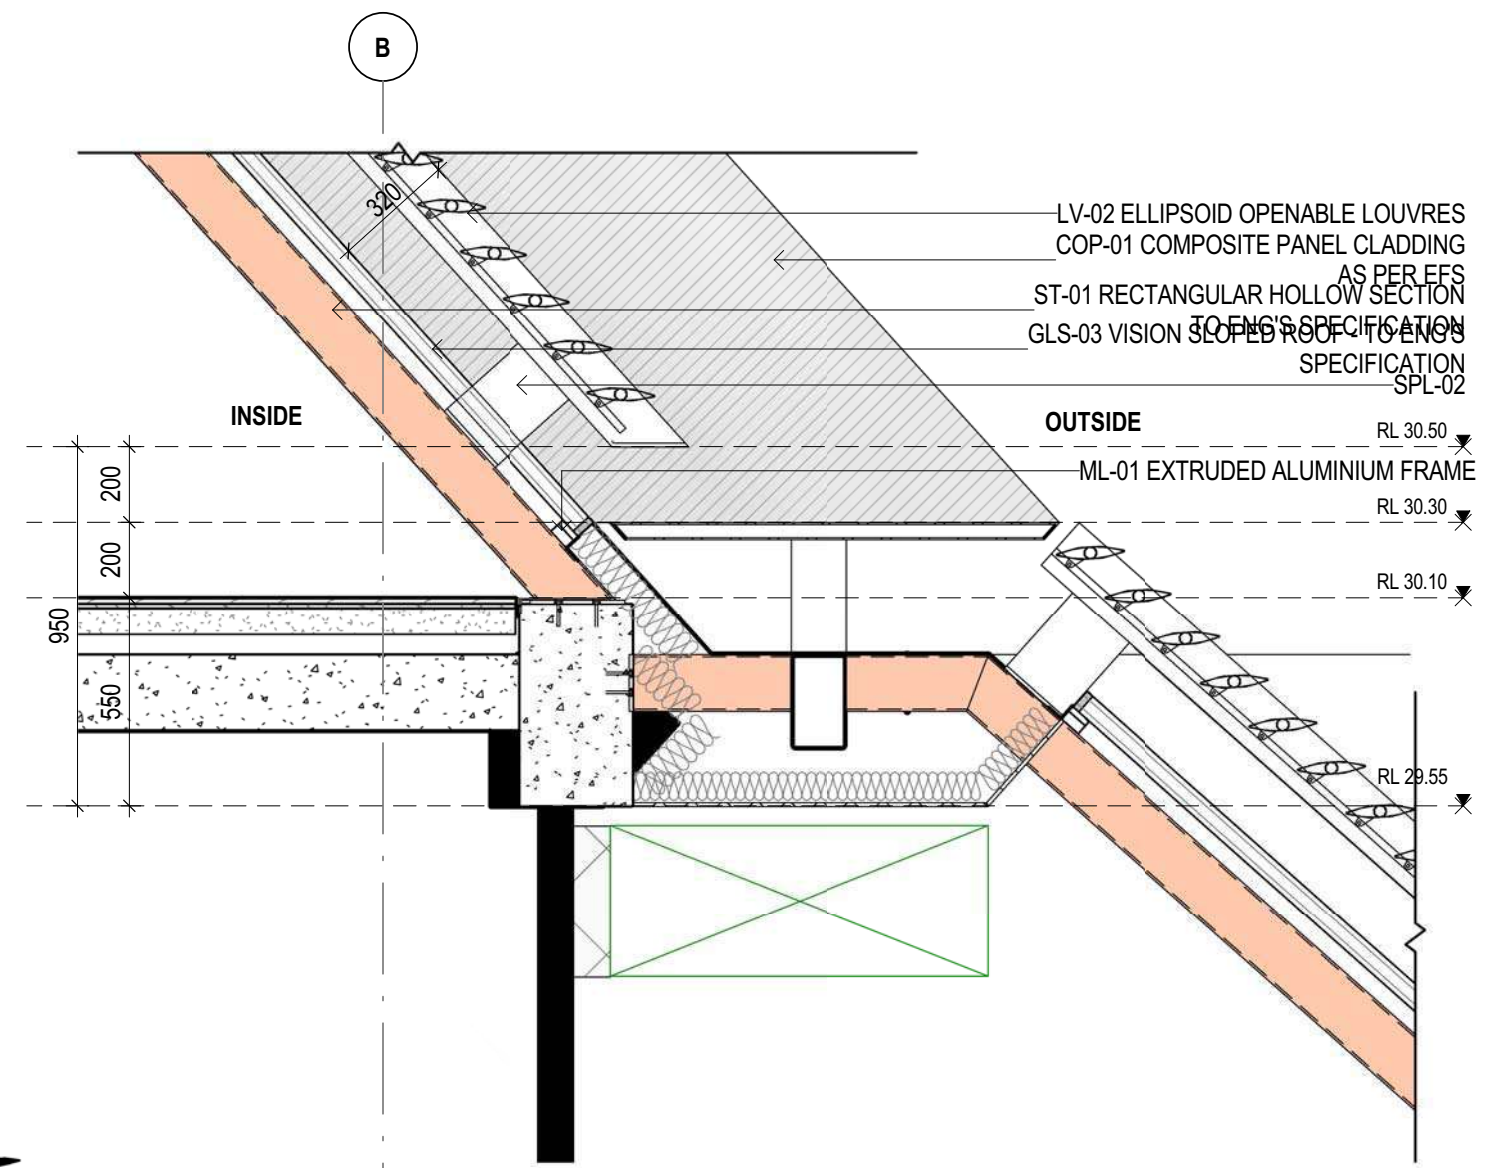 B
320
LV-02 ELLIPSOID OPENABLE LOUVRES
COP-01 COMPOSITE PANEL CLADDING
AS PER EFS
ST-01 RECTANGULAR HOLLOW SECTION
TO ENG'S SPECIFICATION
GLS-03 VISION SLOPED ROOF - TO ENG'S
SPECIFICATION
SPL-02
INSIDE
OUTSIDE
RL 30.50
200
ML-01 EXTRUDED ALUMINIUM FRAME
RL 30.30
200
RL 30.10
950
550
RL 29.55